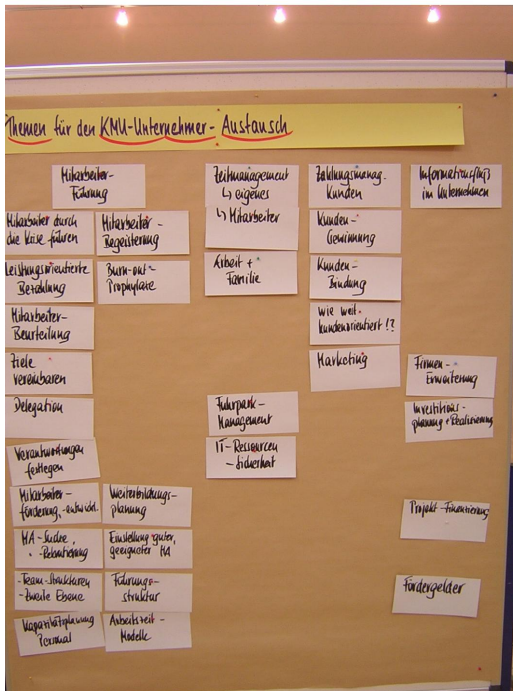 Themen für den KMU-Unternehmer-Austausch
Mitarbeiter-
Führung
Mitarbeiter durch
die Krise führen
Mitarbeiter-
Begeisterung
Leistungsorientierte
Bezahlung
Burn-out-
Prophylaxe
Mitarbeiter-
Beurteilung
Ziele
vereinbaren
Delegation
Verantwortungen
festlegen
Mitarbeiter-
förderung, -entwickl.
Weiterbildungs-
planung
MA-Suche,
-Rekrutierung
Einstellung guter,
geeigneter MA
-Team-Strukturen
-Zweite Ebene
Führungs-
struktur
Kapazitätsplanung
Personal
Arbeitszeit-
Modelle
Zeitmanagement
↳ eigenes
↳ Mitarbeiter
Arbeit +
Familie
Fuhrpark-
Management
IT-Ressourcen
-Sicherheit
Zahlungsmanag.
Kunden
Kunden-
Gewinnung
Kunden-
Bindung
Wie weit
kundenorientiert!?
Marketing
Informationsfluss
im Unternehmen
Firmen-
Erweiterung
Investitions-
planung + Realisierung
Projekt-Finanzierung
Fördergelder